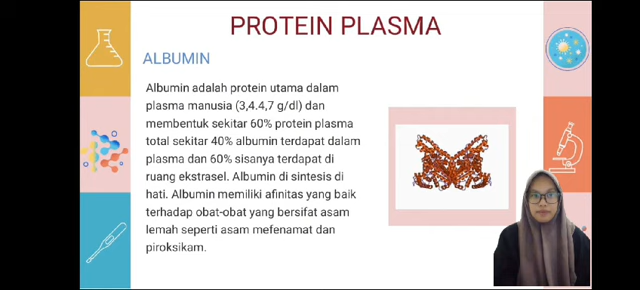 PROTEIN PLASMA
ALBUMIN
Albumin adalah protein utama dalam
plasma manusia (3,4.4,7 g/dl) dan
membentuk sekitar 60% protein plasma
total sekitar 40% albumin terdapat dalam
plasma dan 60% sisanya terdapat di
ruang ekstrasel. Albumin di sintesis di
hati. Albumin memiliki afinitas yang baik
terhadap obat-obat yang bersifat asam
lemah seperti asam mefenamat dan
piroksikam.